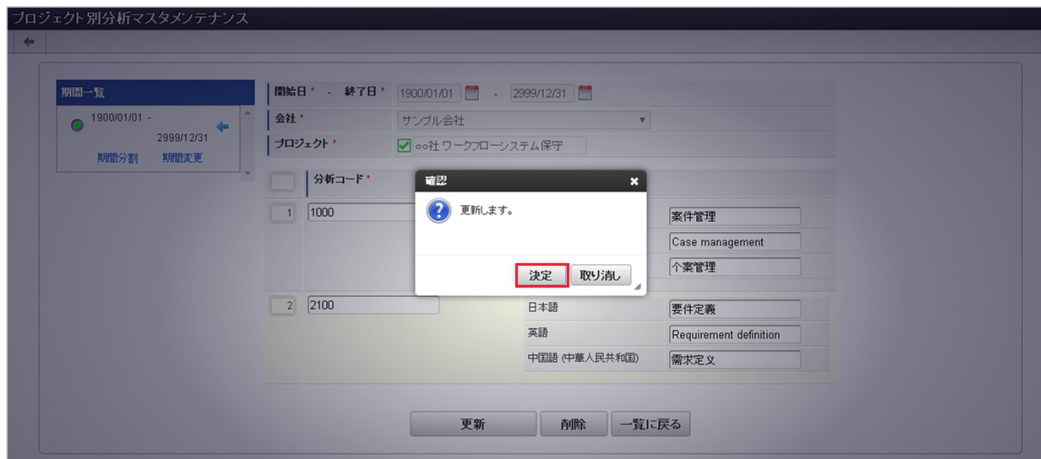 プロジェクト別分析マスタメンテナンス
期間一覧
1900/01/01 -
2999/12/31
期間分割 期間変更
開始日 * - 終了日 * 1900/01/01 - 2999/12/31
会社 * サンプル会社
プロジェクト * ○○社 ワークフローシステム保守
分析コード *
確認
更新します。
決定 取り消し
1 1000 案件管理
Case management
个案管理
2 2100 日本語 要件定義
英語 Requirement definition
中国語 (中華人民共和国) 需求定义
更新 削除 一覧に戻る